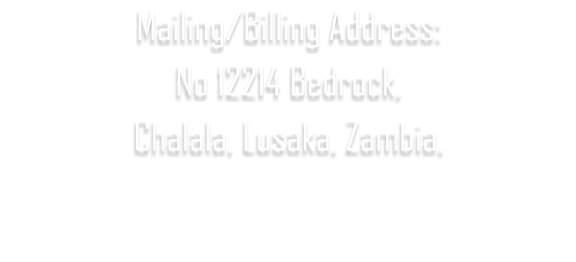 Mailing/Billing Address:
No 12214 Bedrock,
Chalala, Lusaka, Zambia,